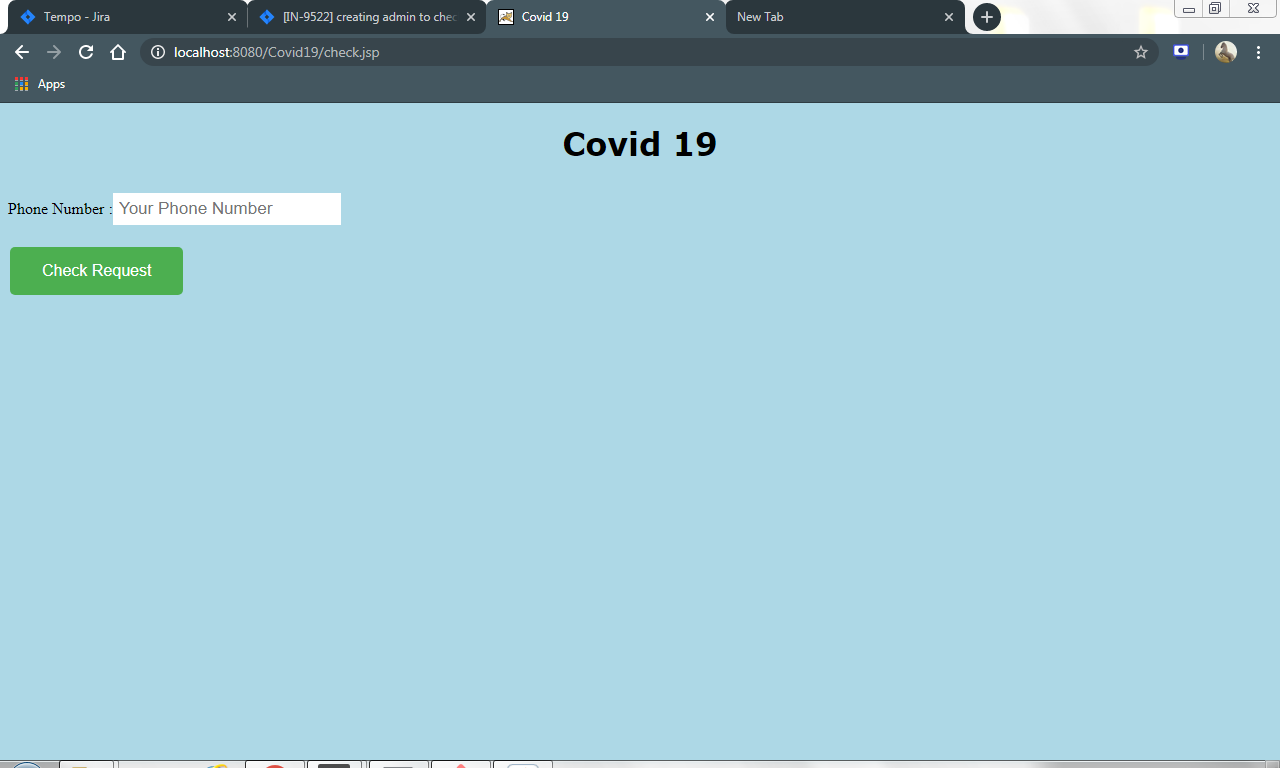 Tempo - Jira
[IN-9522] creating admin to chec
Covid 19
New Tab
localhost:8080/Covid19/check.jsp
Apps
Covid 19
Phone Number :
Your Phone Number
Check Request